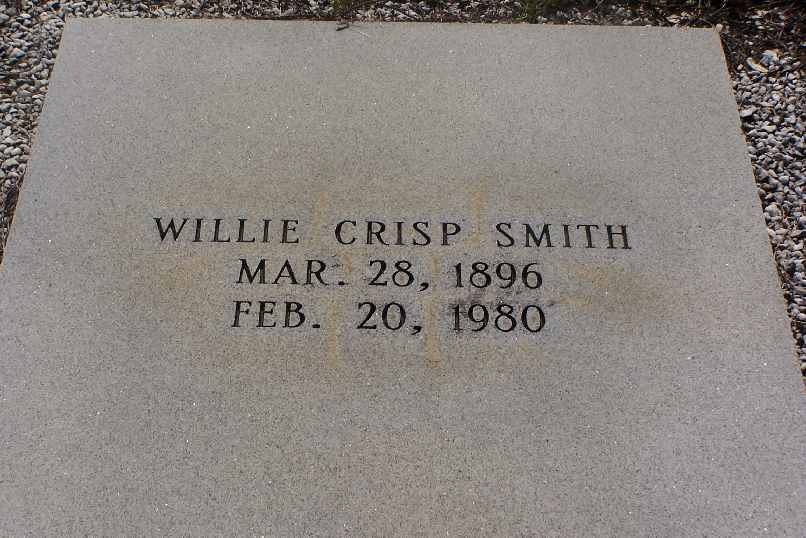 WILLIE CRISP SMITH
MAR. 28, 1896
FEB. 20, 1980